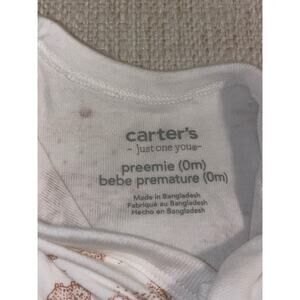 carter's
- just one you®-
preemie (0m)
bebe premature (0m)
Made in Bangladesh
Fabriqué au Bangladesh
Hecho en Bangladesh